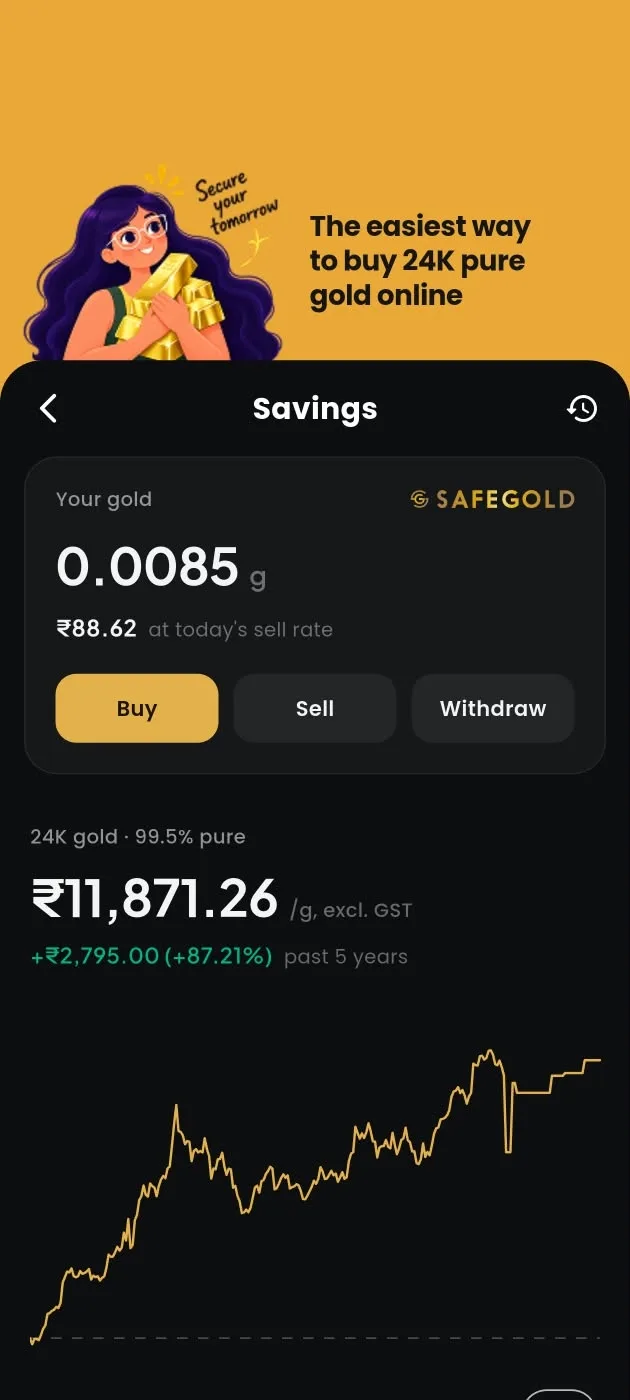 Secure
your
tomorrow
The easiest way
to buy 24K pure
gold online
Savings
Your gold
SAFEGOLD
0.0085 g
₹88.62 at today's sell rate
Buy
Sell
Withdraw
24K gold · 99.5% pure
₹11,871.26 /g, excl. GST
+₹2,795.00 (+87.21%) past 5 years